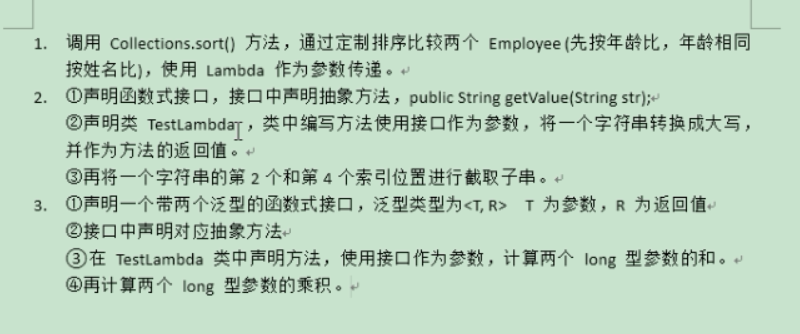 1. 调用 Collections.sort() 方法，通过定制排序比较两个 Employee (先按年龄比，年龄相同
按姓名比)，使用 Lambda 作为参数传递。
2. ①声明函数式接口，接口中声明抽象方法，public String getValue(String str);
②声明类 TestLambda ，类中编写方法使用接口作为参数，将一个字符串转换成大写，
并作为方法的返回值。
③再将一个字符串的第 2 个和第 4 个索引位置进行截取子串。
3. ①声明一个带两个泛型的函数式接口，泛型类型为<T, R> T 为参数，R 为返回值
②接口中声明对应抽象方法
③在 TestLambda 类中声明方法，使用接口作为参数，计算两个 long 型参数的和。
④再计算两个 long 型参数的乘积。